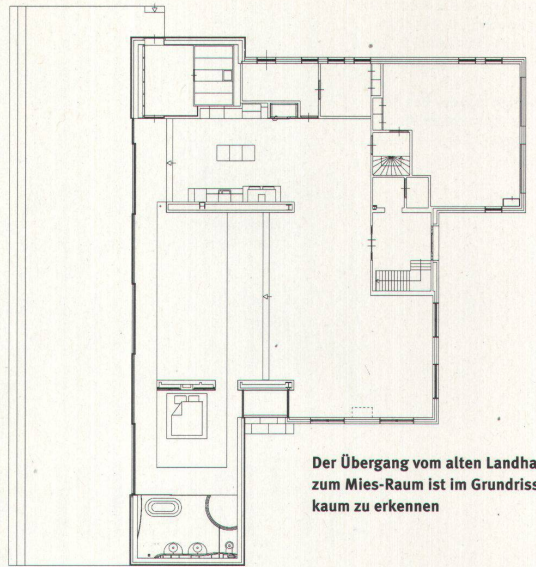 Der Übergang vom alten Landha
zum Mies-Raum ist im Grundriss
kaum zu erkennen